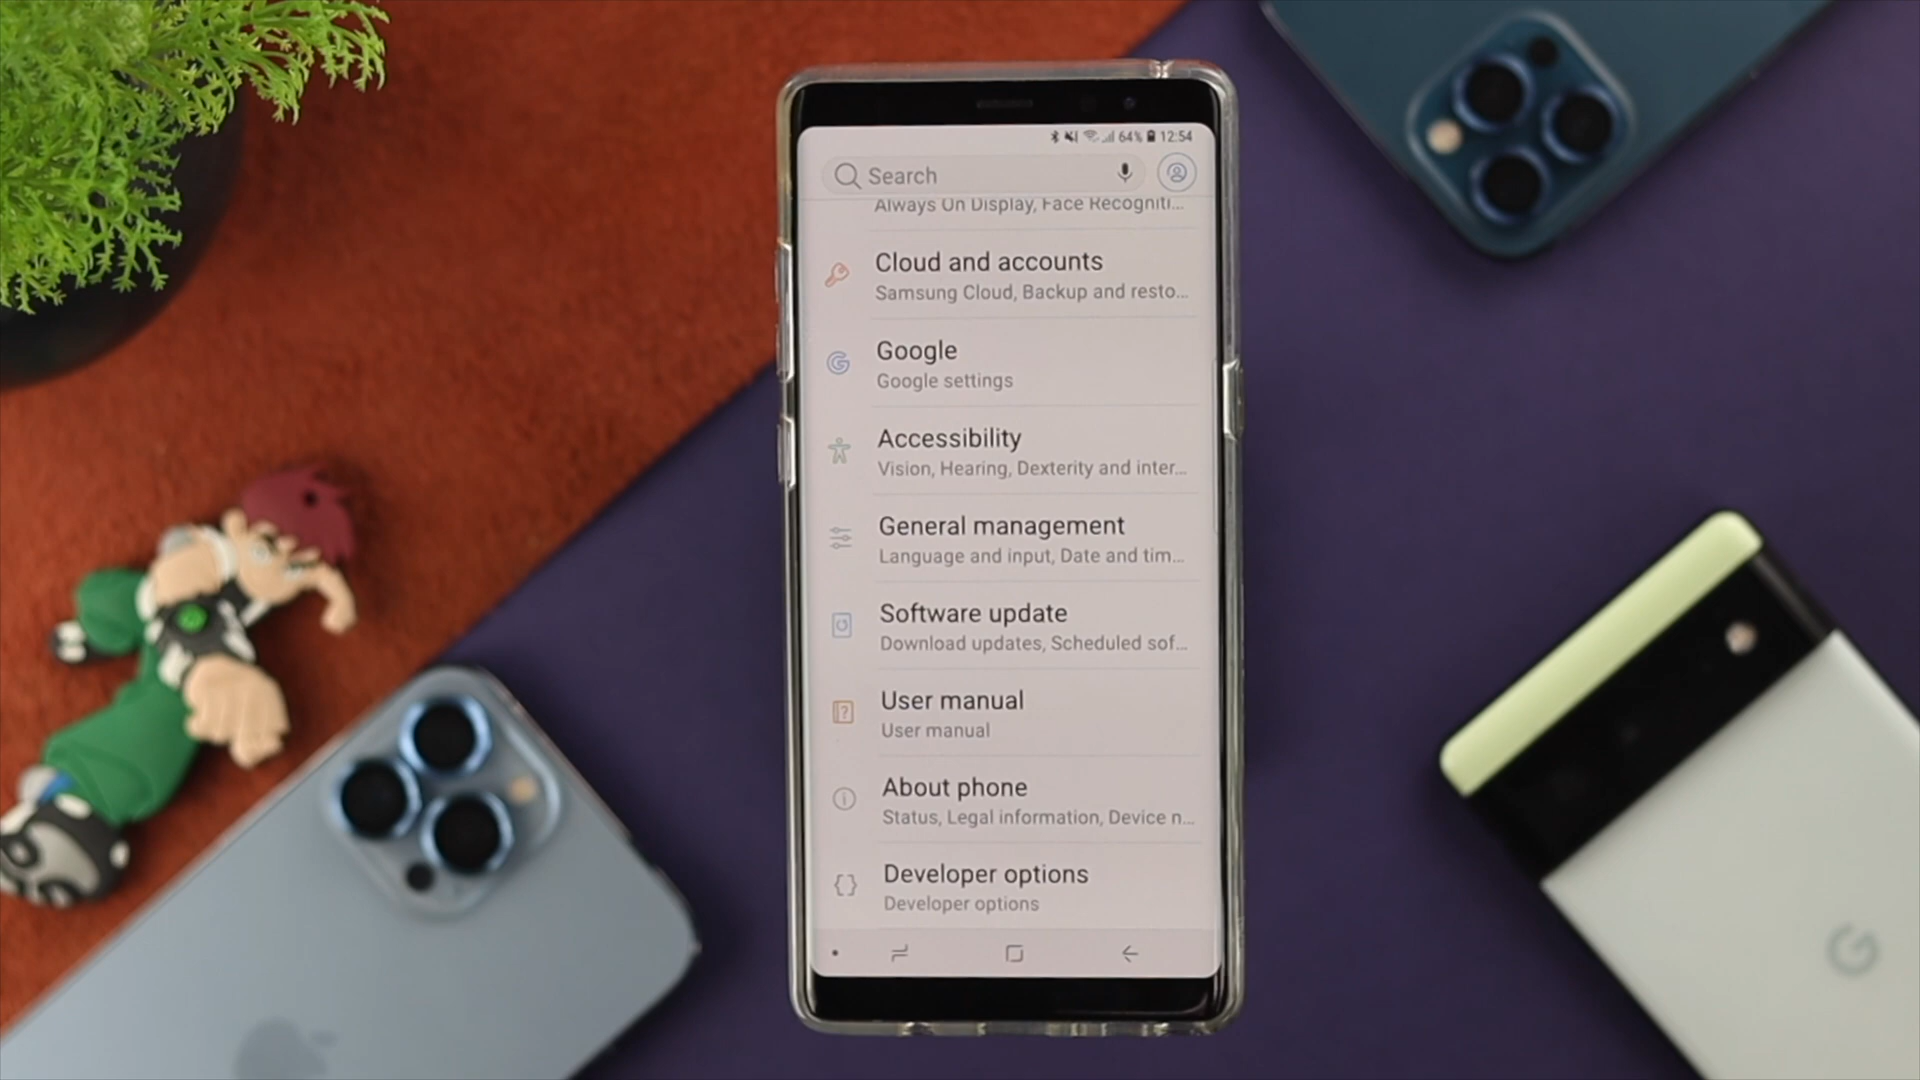 64% 12:54
Search
Always On Display, Face Recogniti...
Cloud and accounts
Samsung Cloud, Backup and resto...
Google
Google settings
Accessibility
Vision, Hearing, Dexterity and inter...
General management
Language and input, Date and tim...
Software update
Download updates, Scheduled sof...
User manual
User manual
About phone
Status, Legal information, Device n...
Developer options
Developer options
G